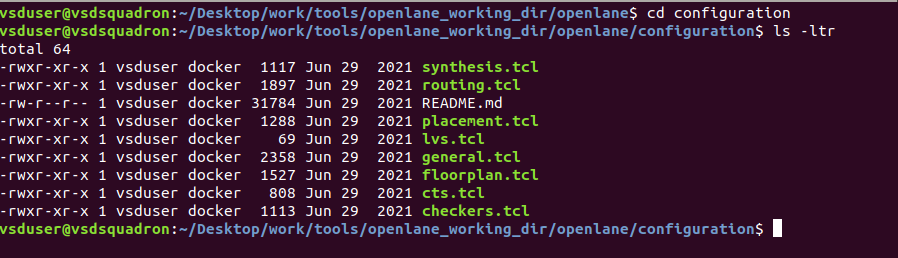 vsduser@vsdsquadron:~/Desktop/work/tools/openlane_working_dir/openlane$ cd configuration
vsduser@vsdsquadron:~/Desktop/work/tools/openlane_working_dir/openlane/configuration$ ls -ltr
total 64
-rwxr-xr-x 1 vsduser docker  1117 Jun 29  2021 synthesis.tcl
-rwxr-xr-x 1 vsduser docker  1897 Jun 29  2021 routing.tcl
-rw-r--r-- 1 vsduser docker 31784 Jun 29  2021 README.md
-rwxr-xr-x 1 vsduser docker  1288 Jun 29  2021 placement.tcl
-rwxr-xr-x 1 vsduser docker    69 Jun 29  2021 lvs.tcl
-rwxr-xr-x 1 vsduser docker  2358 Jun 29  2021 general.tcl
-rwxr-xr-x 1 vsduser docker  1527 Jun 29  2021 floorplan.tcl
-rwxr-xr-x 1 vsduser docker   808 Jun 29  2021 cts.tcl
-rwxr-xr-x 1 vsduser docker  1113 Jun 29  2021 checkers.tcl
vsduser@vsdsquadron:~/Desktop/work/tools/openlane_working_dir/openlane/configuration$